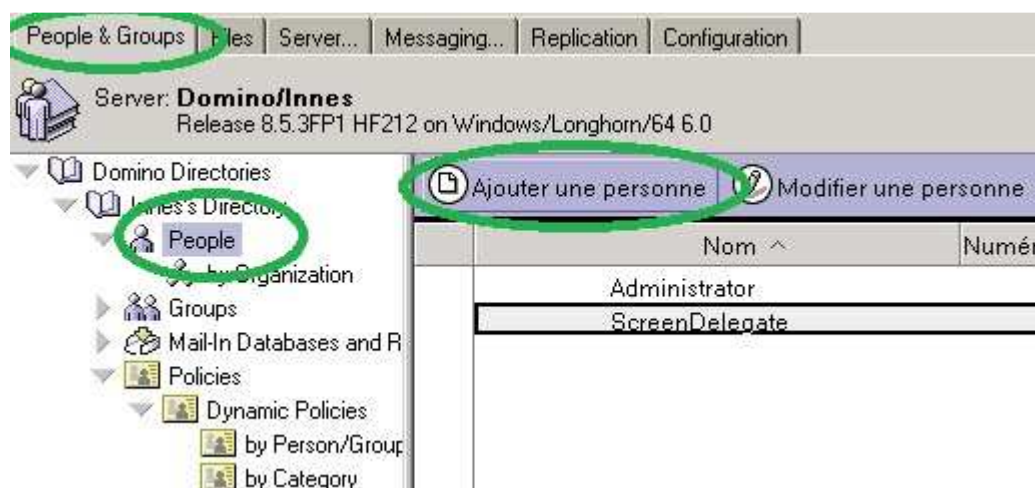 People & Groups Files Server... Messaging... Replication Configuration
Server: Domino/Innes
Release 8.5.3FP1 HF212 on Windows/Longhorn/64 6.0
Domino Directories
Innes's Directory
People
by Organization
Groups
Mail-In Databases and R
Policies
Dynamic Policies
by Person/Group
by Category
Ajouter une personne Modifier une personne
Nom Numér
Administrator
ScreenDelegate